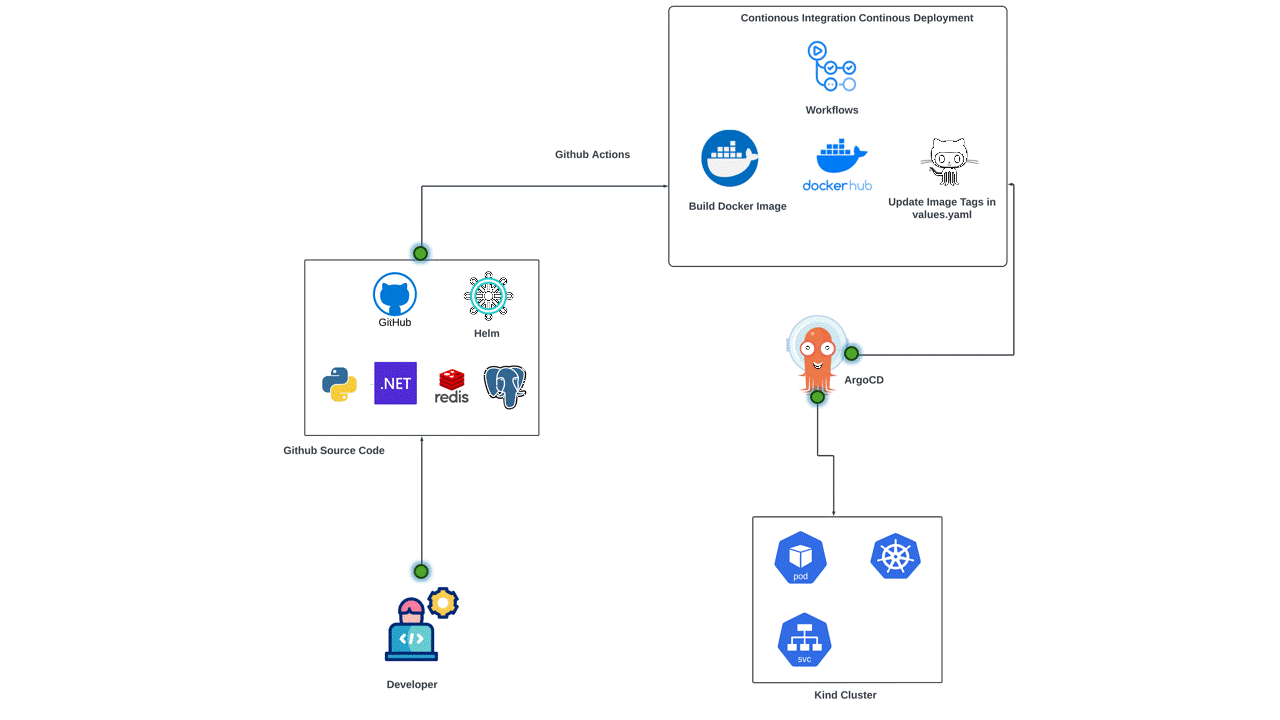 Contionous Integration Continous Deployment
Workflows
Github Actions
docker hub
Build Docker Image
Update Image Tags in
values.yaml
GitHub
Helm
.NET
redis
Github Source Code
ArgoCD
pod
svc
Developer
Kind Cluster